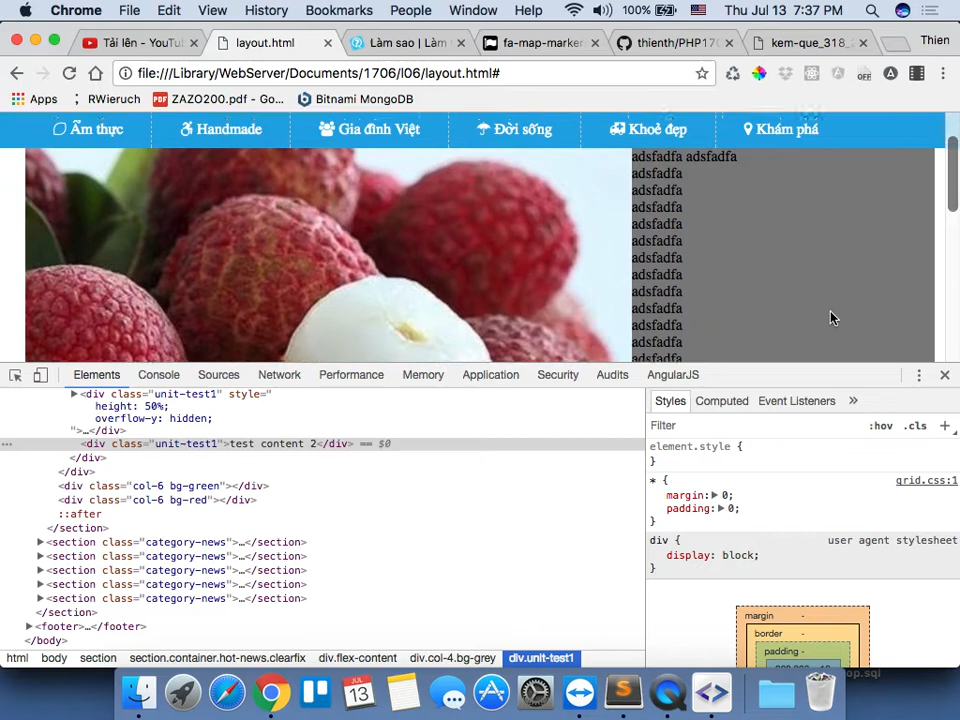 Chrome File Edit View History Bookmarks People Window Help 100% Thu Jul 13 7:37 PM
Tải lên - YouTu layout.html Làm sao | Làm fa-map-marker thienth/PHP170 kem-que_318_2 Thien
file:///Library/WebServer/Documents/1706/l06/layout.html#
Apps RWieruch ZAZO200.pdf - Go... Bitnami MongoDB
Ẩm thực Handmade Gia đình Việt Đời sống Khoẻ đẹp Khám phá
adsfadfa adsfadfa
adsfadfa
adsfadfa
adsfadfa
adsfadfa
adsfadfa
adsfadfa
adsfadfa
adsfadfa
adsfadfa
adsfadfa
adsfadfa
adsfadfa
Elements Console Sources Network Performance Memory Application Security Audits AngularJS
<div class="unit-test1" style="
height: 50%;
overflow-y: hidden;
">…</div>
<div class="unit-test1">test content 2</div> == $0
</div>
</div>
<div class="col-6 bg-green"></div>
<div class="col-6 bg-red"></div>
::after
</section>
<section class="category-news">…</section>
<section class="category-news">…</section>
<section class="category-news">…</section>
<section class="category-news">…</section>
<section class="category-news">…</section>
</section>
<footer>…</footer>
</body>
html body section section.container.hot-news.clearfix div.flex-content div.col-4.bg-grey div.unit-test1
Styles Computed Event Listeners »
Filter :hov .cls +
element.style {
}
* { grid.css:1
margin: 0;
padding: 0;
}
div { user agent stylesheet
display: block;
}
margin -
border -
padding -
JUL
13
op.sql